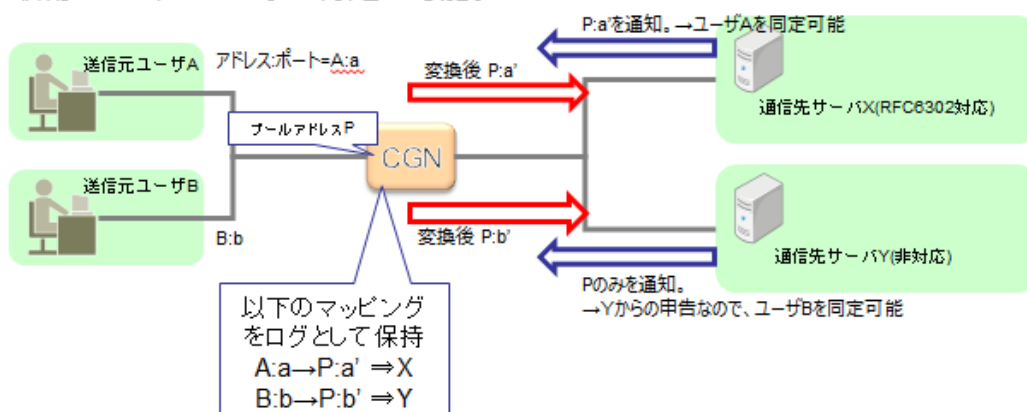 P:a'を通知。→ユーザAを同定可能
送信元ユーザA
アドレス:ポート=A:a
変換後 P:a'
通信先サーバX(RFC6302対応)
プールアドレスP
CGN
送信元ユーザB
B:b
変換後 P:b'
通信先サーバY(非対応)
Pのみを通知。
→Yからの申告なので、ユーザBを同定可能
以下のマッピング
をログとして保持
A:a→P:a' ⇒X
B:b→P:b' ⇒Y